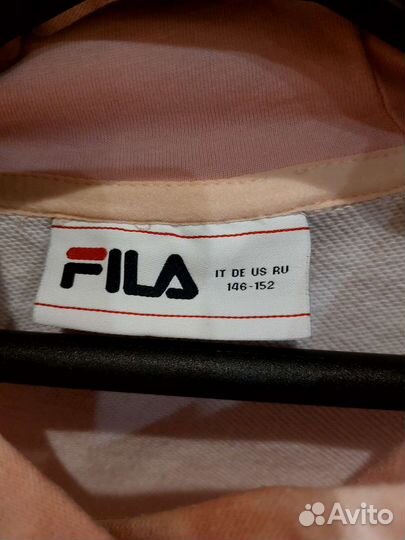 FILA
IT DE US RU
146-152
Avito